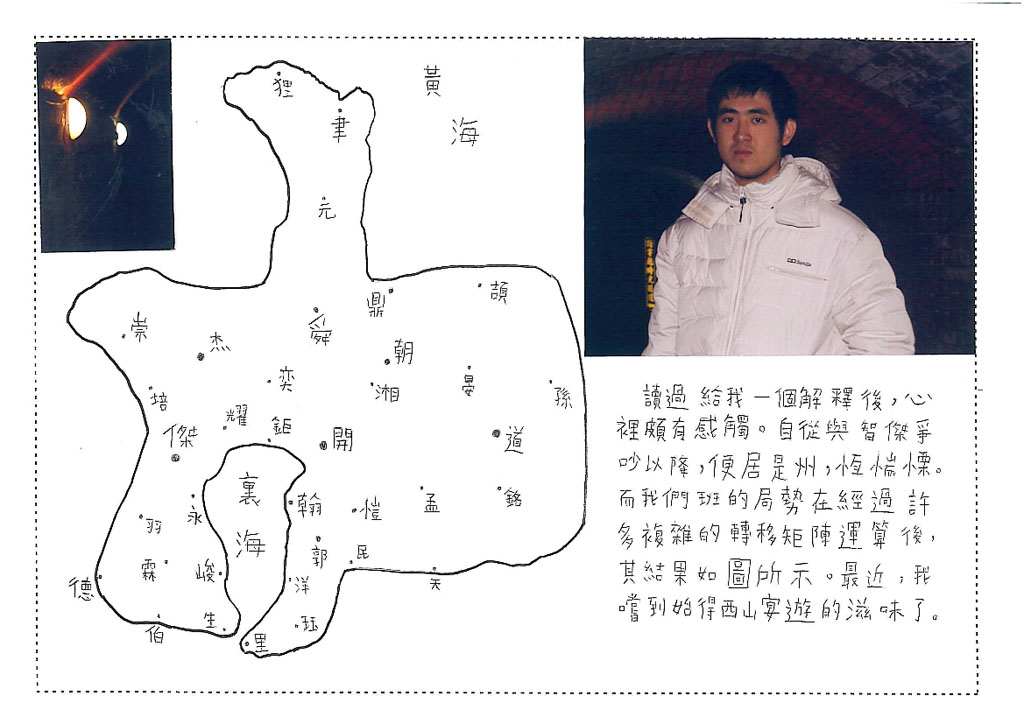 黃
海
狸
聿
元
鼎
頡
舜
崇
杰
朝
奕
湘
晏
孫
培
耀
鉅
傑
開
道
裏
海
永
翰
愷
孟
銘
羽
郭
民
霖
峻
洋
天
德
伯
生
里
珏
讀過給我一個解釋後,心
裡頗有感觸。自從與智傑爭
吵以降,便居是州,恆惴慄。
而我們班的局勢在經過許
多複雜的轉移矩陣運算後,
其結果如圖所示。最近,我
嚐到始得西山宴遊的滋味了。